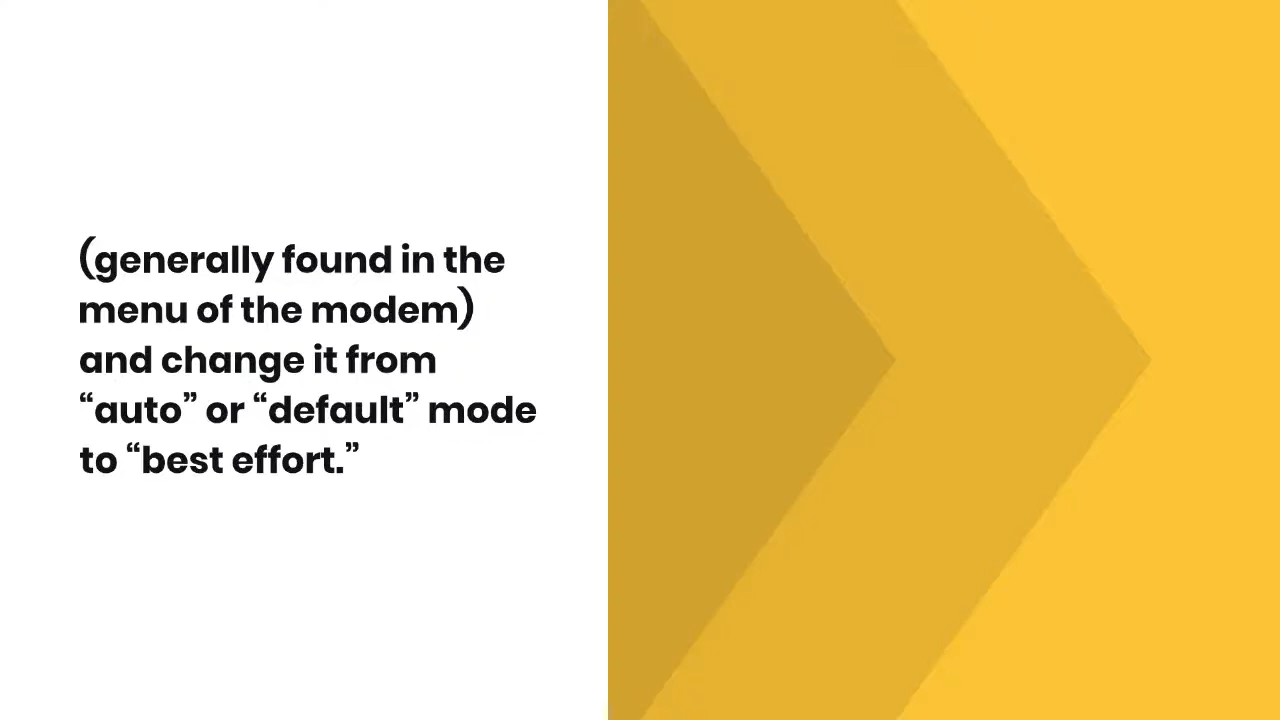 (generally found in the
menu of the modem)
and change it from
“auto” or “default” mode
to “best effort.”